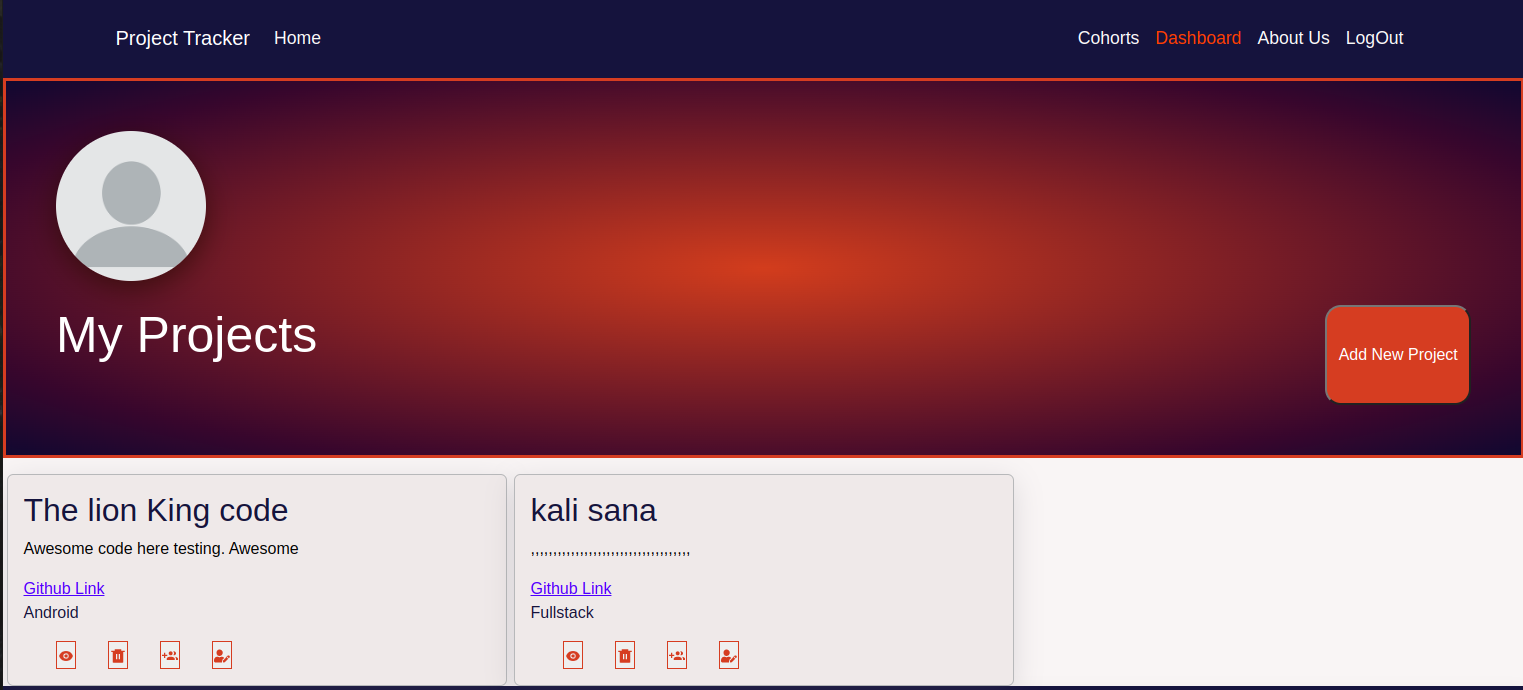 Project Tracker Home Cohorts Dashboard About Us LogOut
My Projects
Add New Project
The lion King code
Awesome code here testing. Awesome
Github Link
Android
kali sana
,,,,,,,,,,,,,,,,,,,,,,,,,,,,,,,,,,,,
Github Link
Fullstack